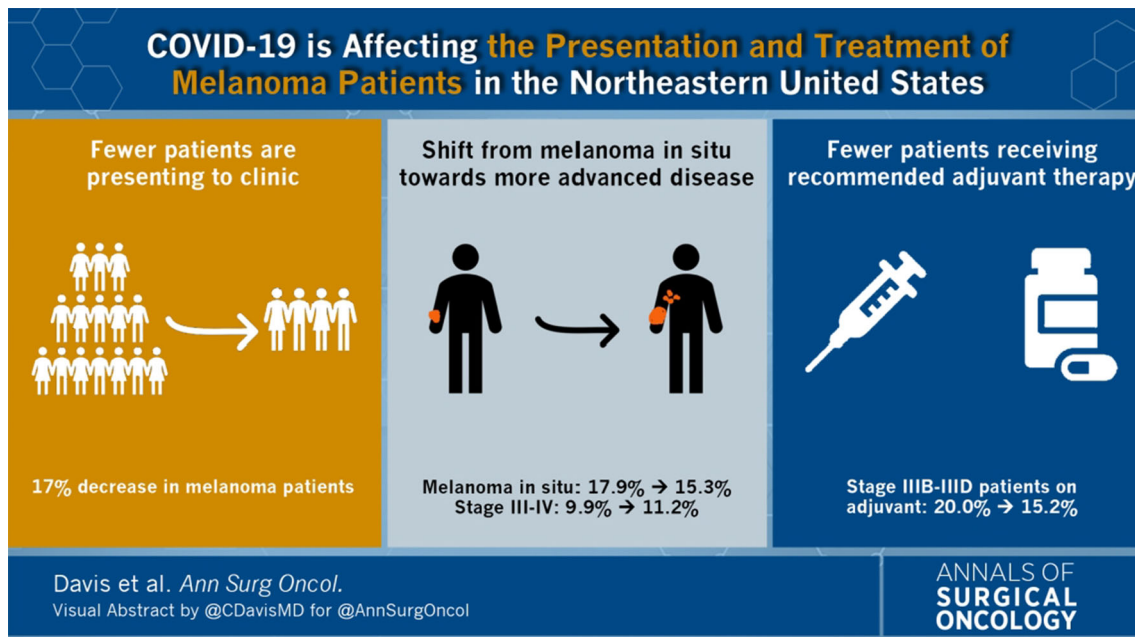 COVID-19 is Affecting the Presentation and Treatment of
Melanoma Patients in the Northeastern United States
Fewer patients are
presenting to clinic
17% decrease in melanoma patients
Shift from melanoma in situ
towards more advanced disease
Melanoma in situ: 17.9% → 15.3%
Stage III-IV: 9.9% → 11.2%
Fewer patients receiving
recommended adjuvant therapy
Stage IIIB-IIID patients on
adjuvant: 20.0% → 15.2%
Davis et al. Ann Surg Oncol.
Visual Abstract by @CDavisMD for @AnnSurgOncol
ANNALS OF
SURGICAL
ONCOLOGY